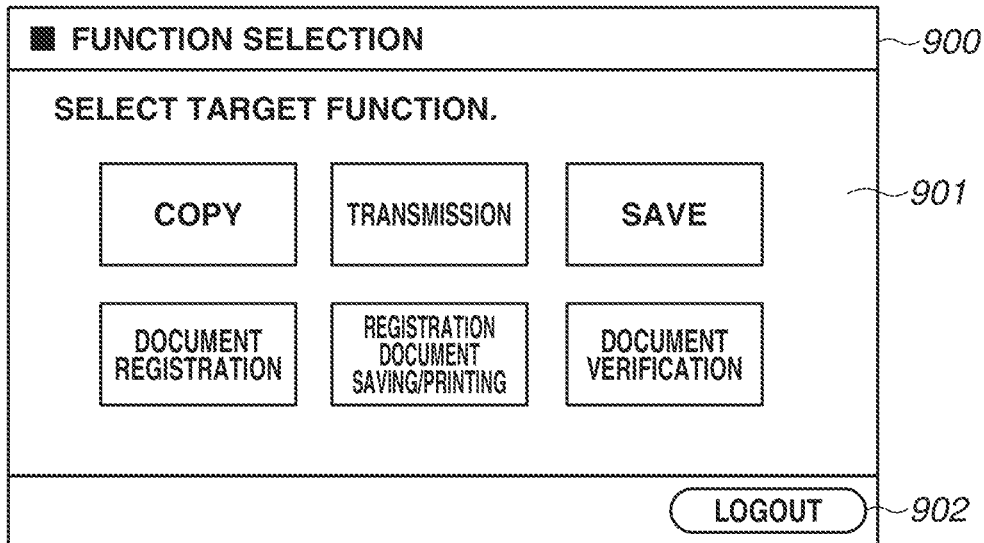 FUNCTION SELECTION
900
SELECT TARGET FUNCTION.
901
COPY
TRANSMISSION
SAVE
DOCUMENT
REGISTRATION
REGISTRATION
DOCUMENT
SAVING/PRINTING
DOCUMENT
VERIFICATION
LOGOUT
902